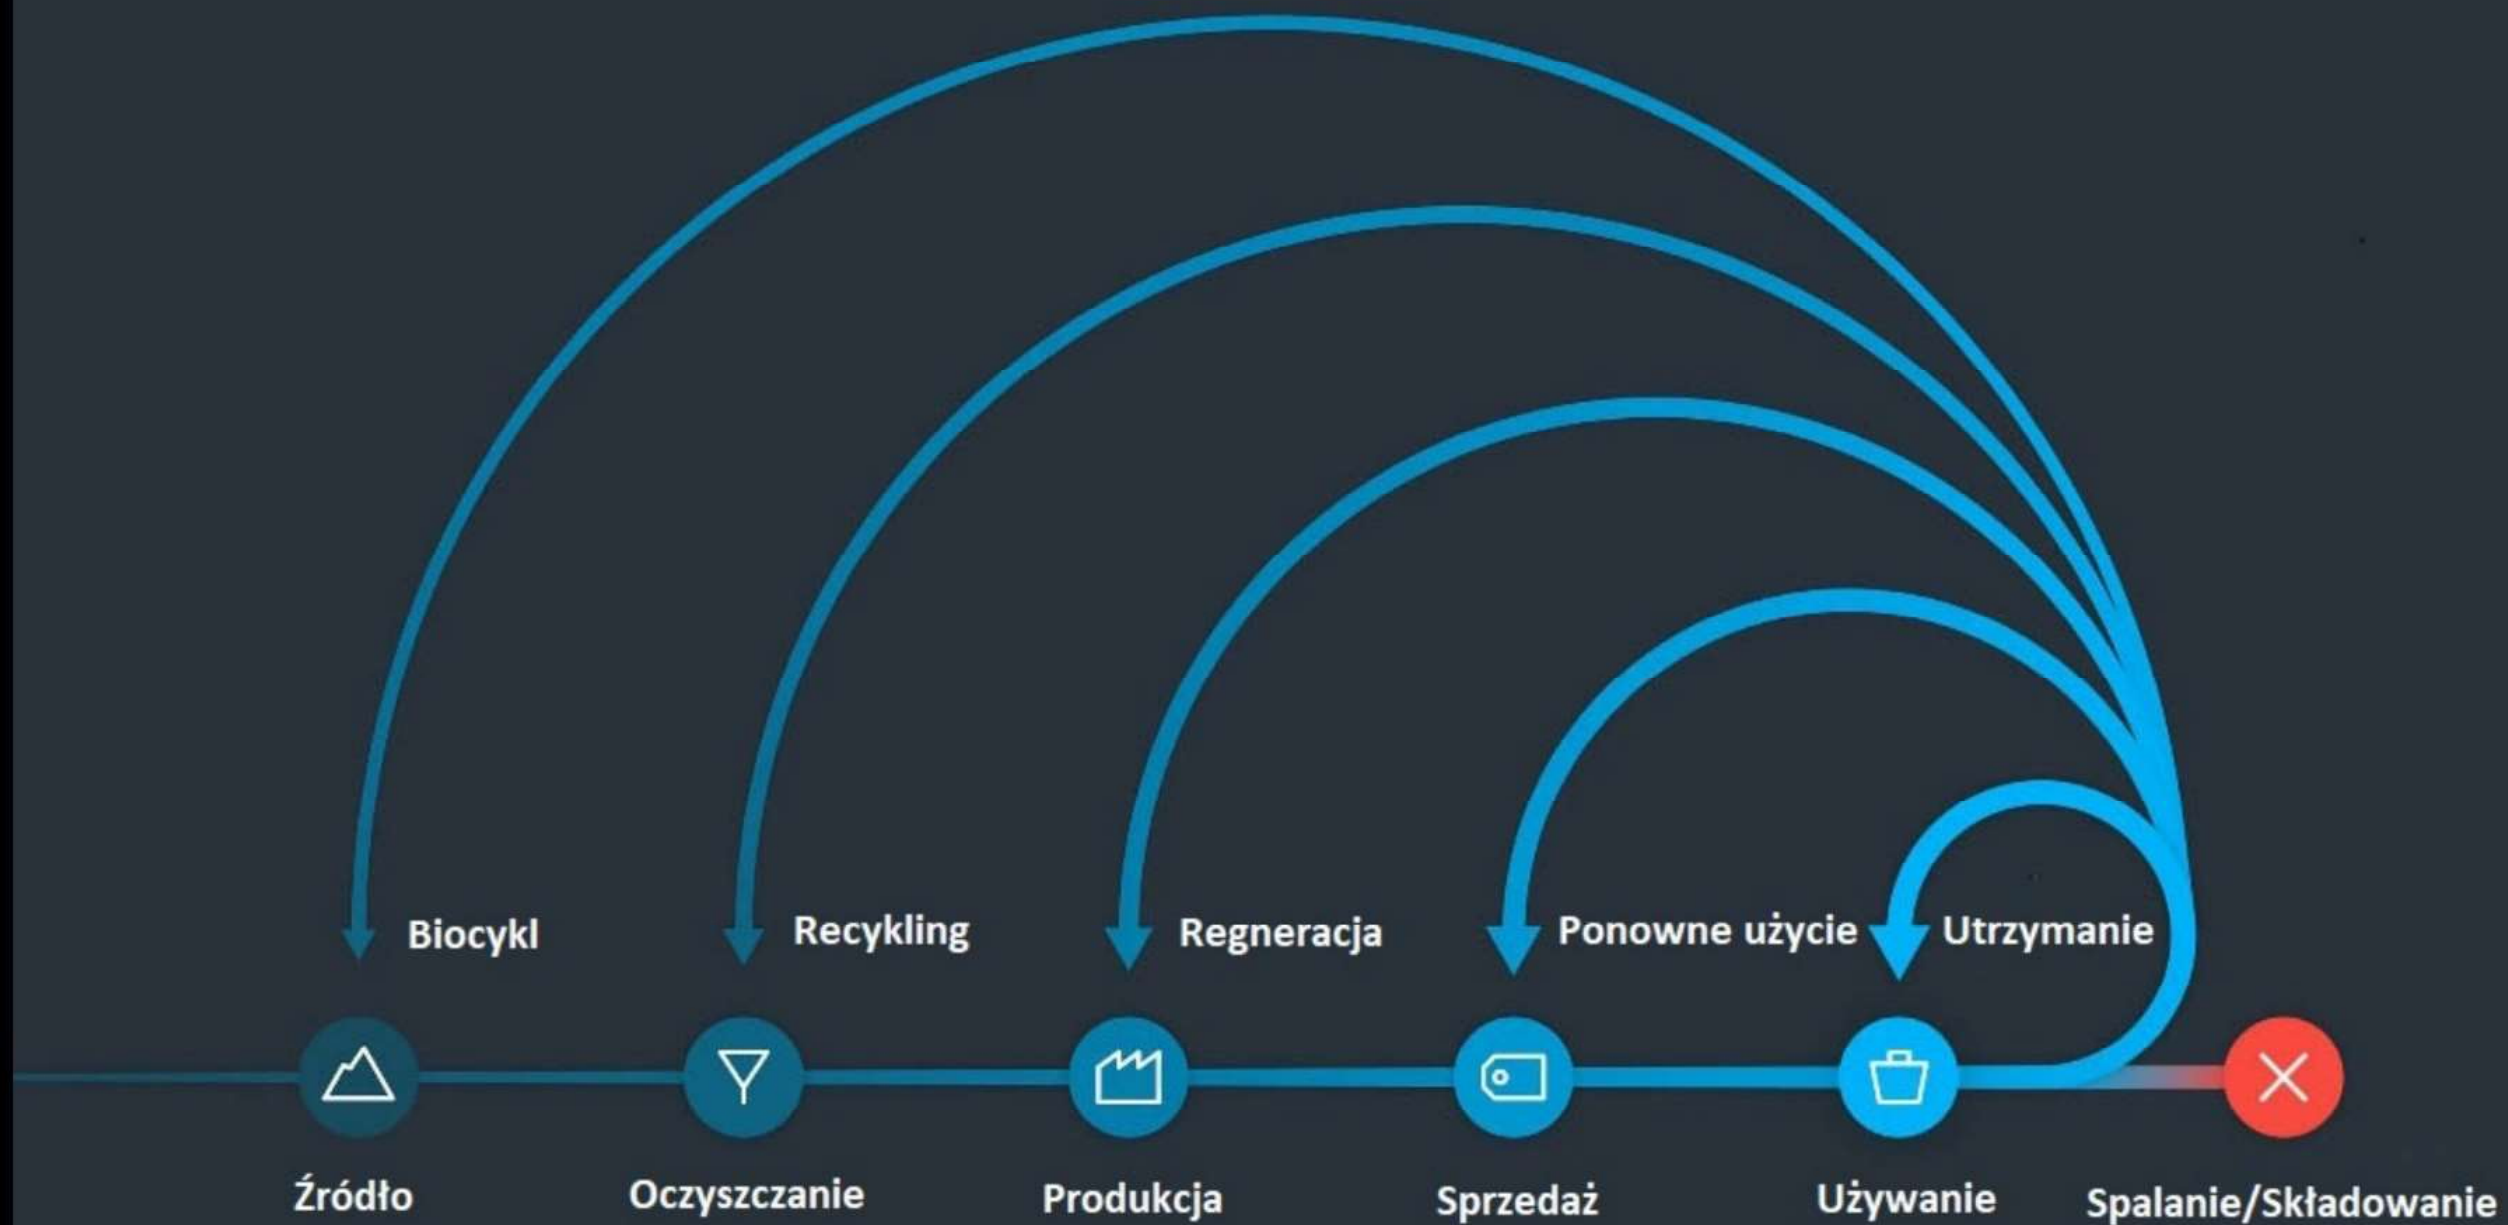 Biocykl
Recykling
Regneracja
Ponowne użycie
Utrzymanie
Źródło
Oczyszczanie
Produkcja
Sprzedaż
Używanie
Spalanie/Składowanie